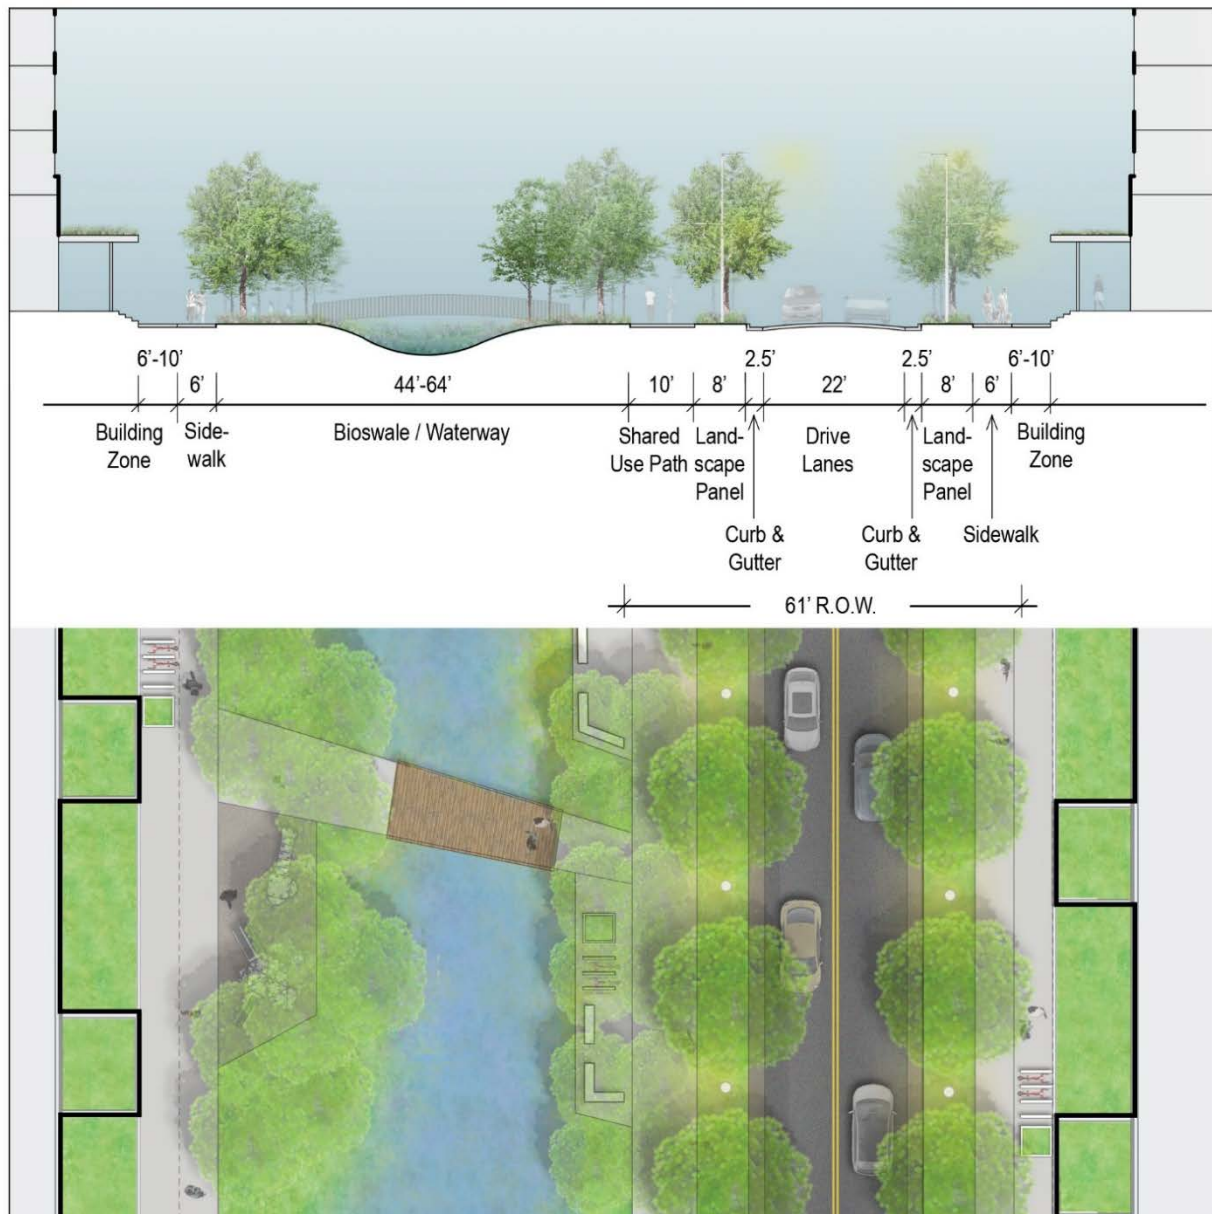 6'-10' 2.5' 2.5' 6'-10'
6' 44'-64' 10' 8' 22' 8' 6'
Building Zone
Side-
walk
Bioswale / Waterway
Shared
Use Path
Land-
scape
Panel
Drive
Lanes
Land-
scape
Panel
Building
Zone
Curb &
Gutter
Curb &
Gutter
Sidewalk
61' R.O.W.